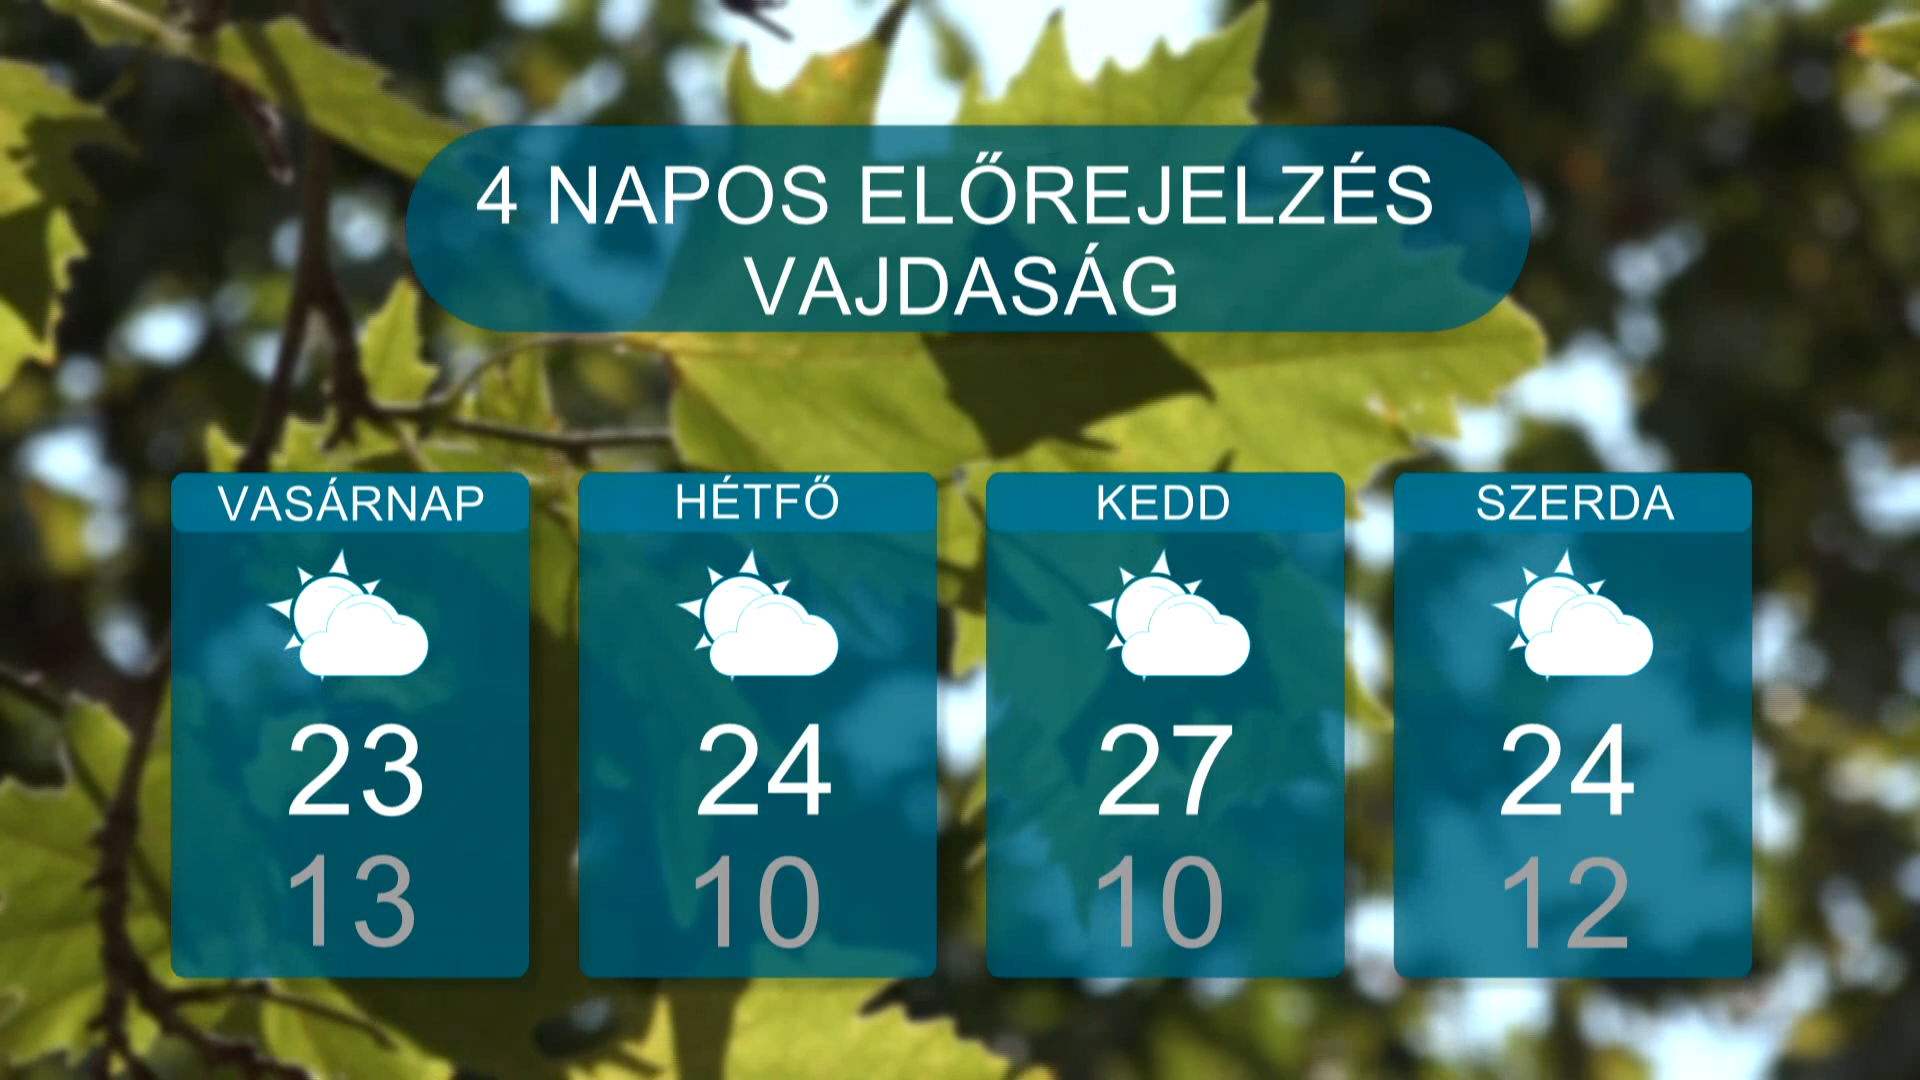 4 NAPOS ELŐREJELZÉS
VAJDASÁG
VASÁRNAP
23
13
HÉTFŐ
24
10
KEDD
27
10
SZERDA
24
12